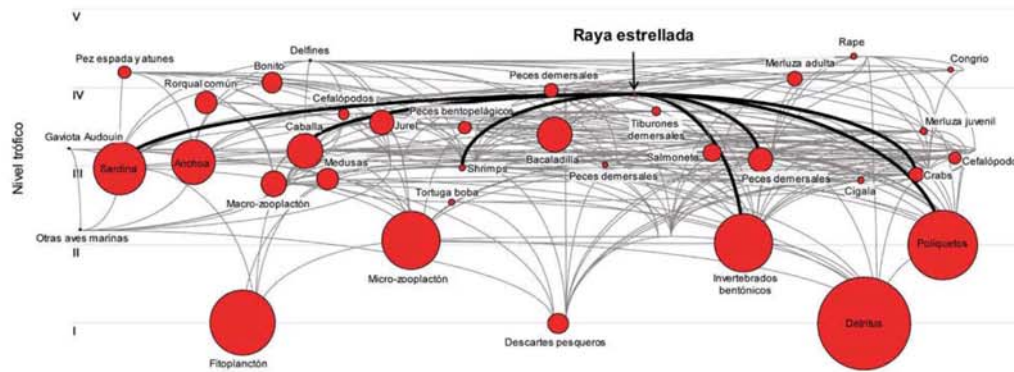 V
Raya estrellada
Delfines
Rape
Pez espada y atunes
Bonito
Merluza adulta
Congrio
Peces demersales
Rorqual común
IV
Cefalópodos
Peces bentopelágicos
Caballa
Jurel
Tiburones
demersales
Merluza juvenil
Gaviota Audouin
Sardina
Anchoa
Medusas
Bacaladilla
Salmonete
Cefalópodo
III
Shrimps
Peces demersales
Peces demersales
Crabs
Macro-zooplactón
Tortuga boba
Cigala
Nivel trófico
Otras aves marinas
II
Micro-zooplactón
Invertebrados
bentónicos
Poliquetos
I
Fitoplanctón
Descartes pesqueros
Detritus